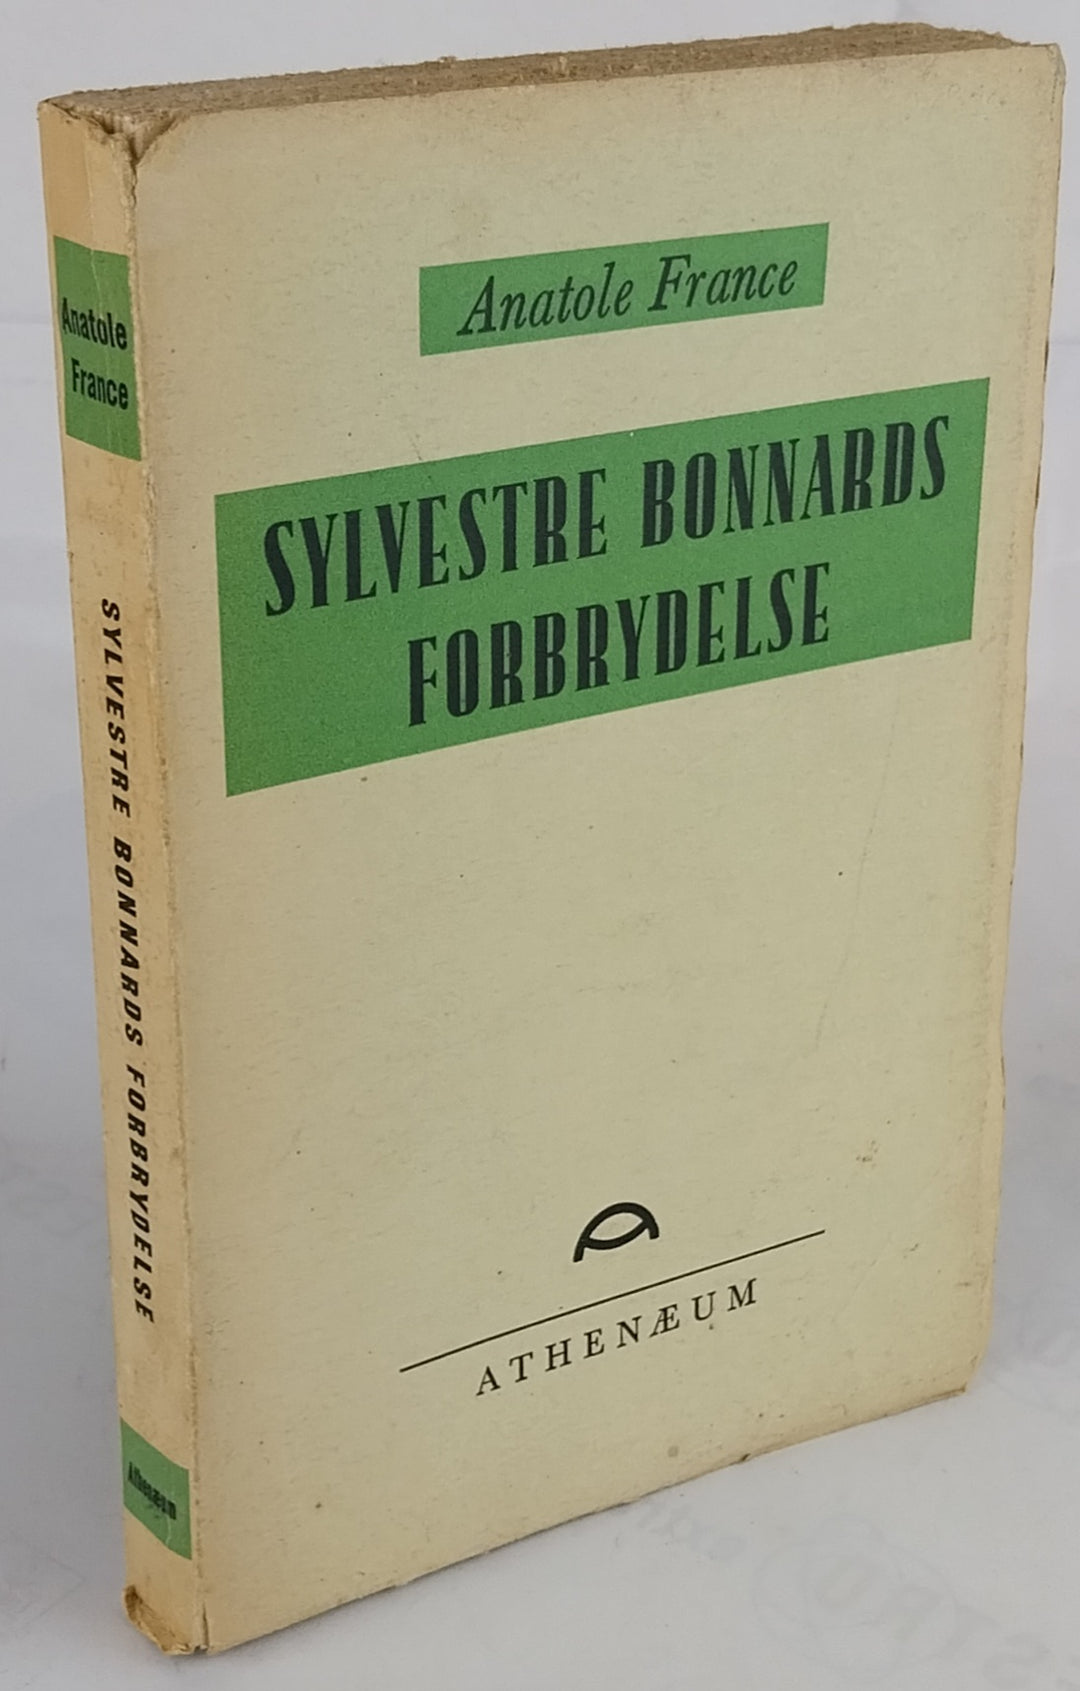 Anatole France
SYLVESTRE BONNARDS
FORBRYDELSE
ATHENÆUM
Anatole
France
SYLVESTRE BONNARDS FORBRYDELSE
Athenæum